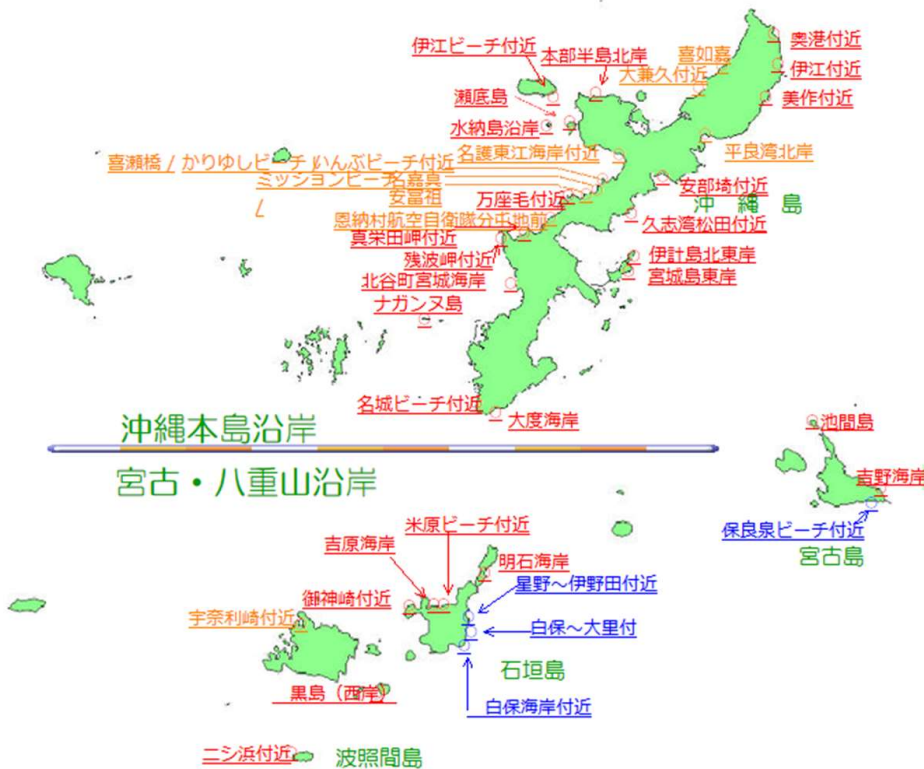 奥港付近
伊江ビーチ付近
本部半島北岸
喜如嘉
伊江付近
大兼久付近
瀬底島
美作付近
水納島沿岸
平良湾北岸
名護東江海岸付近
喜瀬橋 / かりゆしビーチ / いんぶビーチ付近
ミッションビーチ
名嘉真
安部埼付近
安富祖
万座毛付近
沖縄島
恩納村航空自衛隊分屯地前
久志湾松田付近
真栄田岬付近
残波岬付近
伊計島北東岸
宮城島東岸
北谷町宮城海岸
ナガンヌ島
名城ビーチ付近
大度海岸
池間島
沖縄本島沿岸
宮古・八重山沿岸
吉野海岸
保良泉ビーチ付近
宮古島
米原ビーチ付近
吉原海岸
明石海岸
星野～伊野田付近
御神崎付近
宇奈利崎付近
白保～大里付
石垣島
黒島（西岸）
白保海岸付近
ニシ浜付近
波照間島